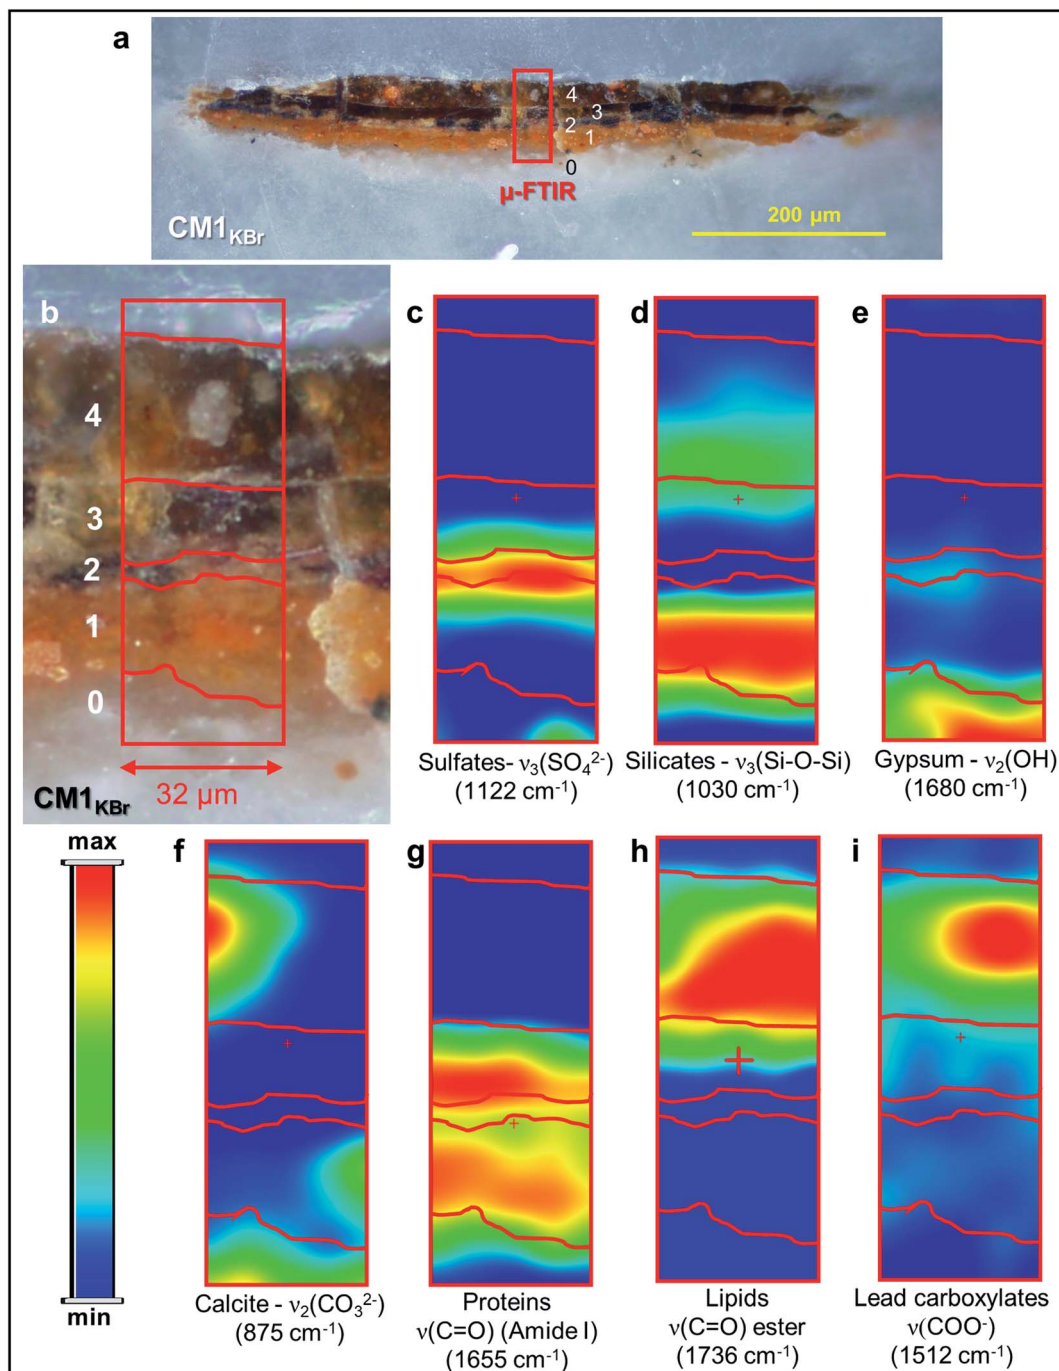 a
4
3
2
1
0
µ-FTIR
CM1KBr
200 µm
b
4
3
2
1
0
32 µm
CM1KBr
c
Sulfates- ν3(SO4²⁻)
(1122 cm⁻¹)
d
Silicates - ν3(Si-O-Si)
(1030 cm⁻¹)
e
Gypsum - ν2(OH)
(1680 cm⁻¹)
max
min
f
Calcite - ν2(CO3²⁻)
(875 cm⁻¹)
g
Proteins
ν(C=O) (Amide I)
(1655 cm⁻¹)
h
Lipids
ν(C=O) ester
(1736 cm⁻¹)
i
Lead carboxylates
ν(COO⁻)
(1512 cm⁻¹)